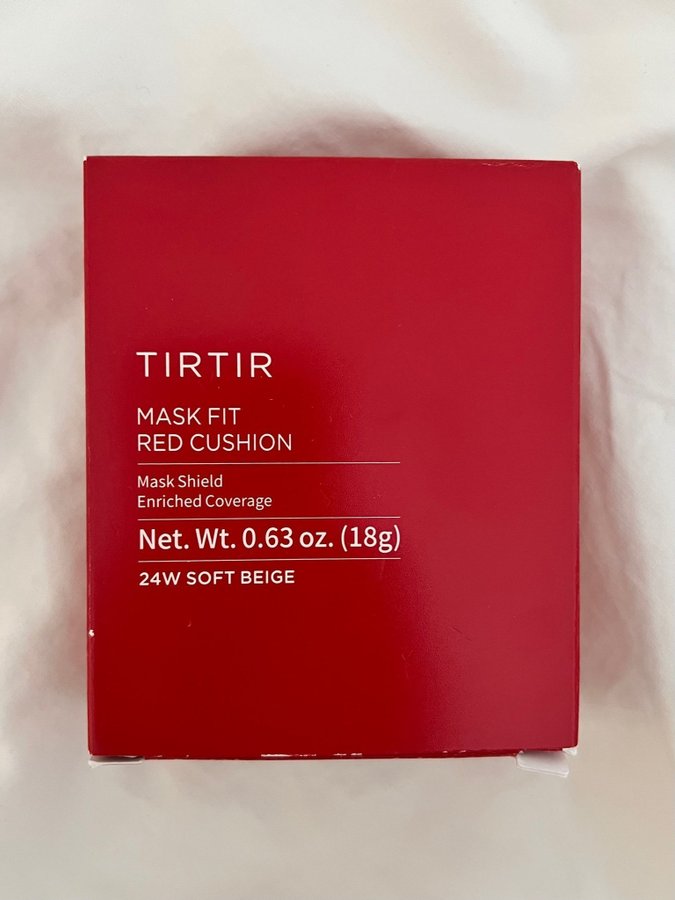 TIRTIR
MASK FIT
RED CUSHION
Mask Shield
Enriched Coverage
Net. Wt. 0.63 oz. (18g)
24W SOFT BEIGE